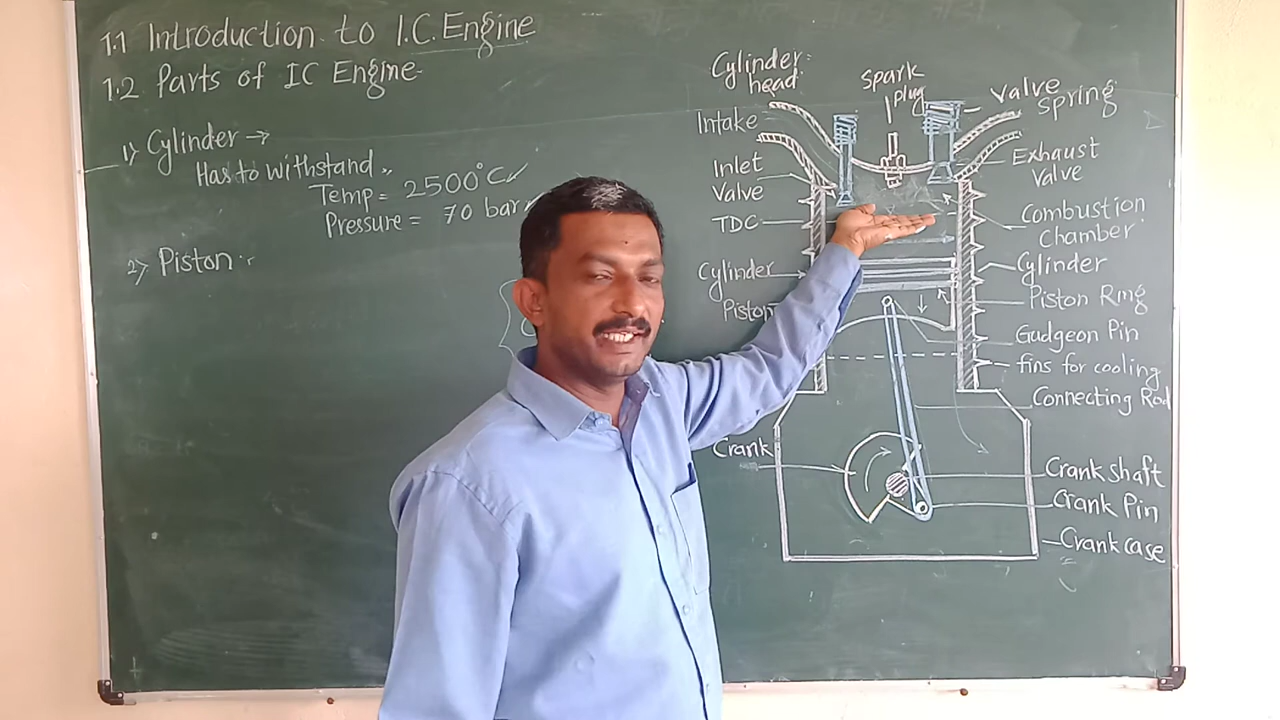 1.1 Introduction to I.C. Engine
1.2 Parts of IC Engine
1) Cylinder →
Has to withstand
Temp = 2500°C
Pressure = 70 bar
2) Piston
Cylinder head
Spark plug
Valve spring
Intake
Inlet Valve
TDC
Cylinder
Piston
Crank
Exhaust Valve
Combustion Chamber
Cylinder
Piston Ring
Gudgeon Pin
fins for cooling
Connecting Rod
Crank shaft
Crank Pin
Crank case